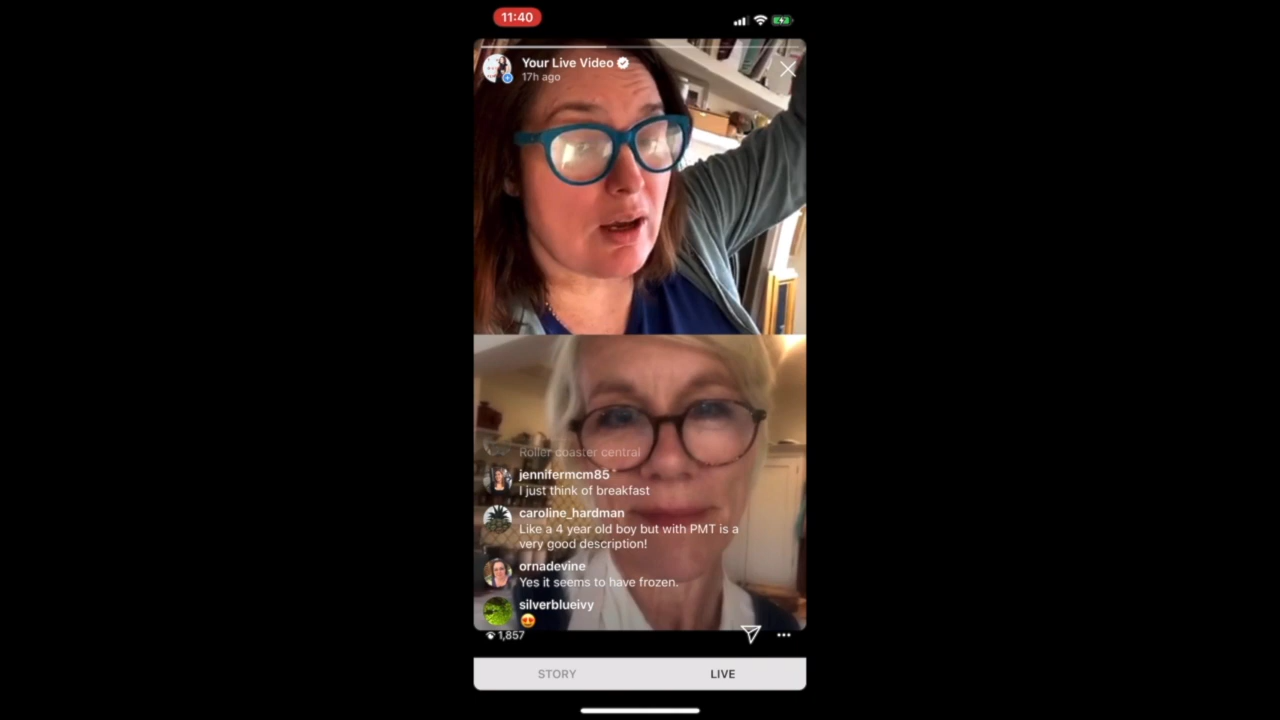 11:40
Your Live Video
17h ago
Roller coaster central
jennifermcm85
I just think of breakfast
caroline_hardman
Like a 4 year old boy but with PMT is a
very good description!
ornadevine
Yes it seems to have frozen.
silverblueivy
😍
1,857
STORY
LIVE